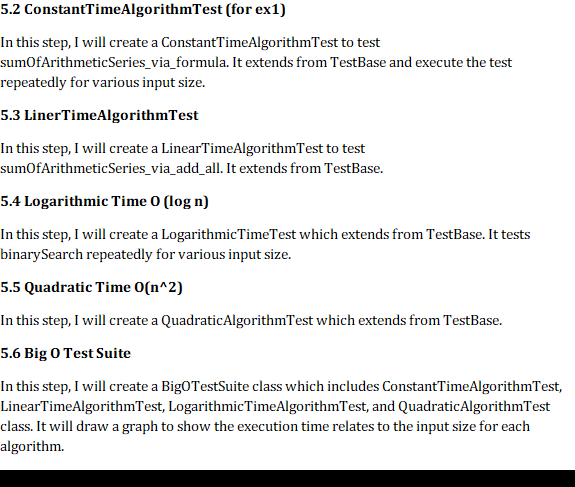 5.2 ConstantTimeAlgorithmTest (for ex1)
In this step, I will create a ConstantTimeAlgorithmTest to test
sumOfArithmeticSeries_via_formula. It extends from TestBase and execute the test
repeatedly for various input size.
5.3 LinerTimeAlgorithmTest
In this step, I will create a LinearTimeAlgorithmTest to test
sumOfArithmeticSeries_via_add_all. It extends from TestBase.
5.4 Logarithmic Time O (log n)
In this step, I will create a LogarithmicTimeTest which extends from TestBase. It tests
binarySearch repeatedly for various input size.
5.5 Quadratic Time O(n^2)
In this step, I will create a QuadraticAlgorithmTest which extends from TestBase.
5.6 Big O Test Suite
In this step, I will create a BigOTestSuite class which includes ConstantTimeAlgorithmTest,
LinearTimeAlgorithmTest, LogarithmicTimeAlgorithmTest, and QuadraticAlgorithmTest
class. It will draw a graph to show the execution time relates to the input size for each
algorithm.